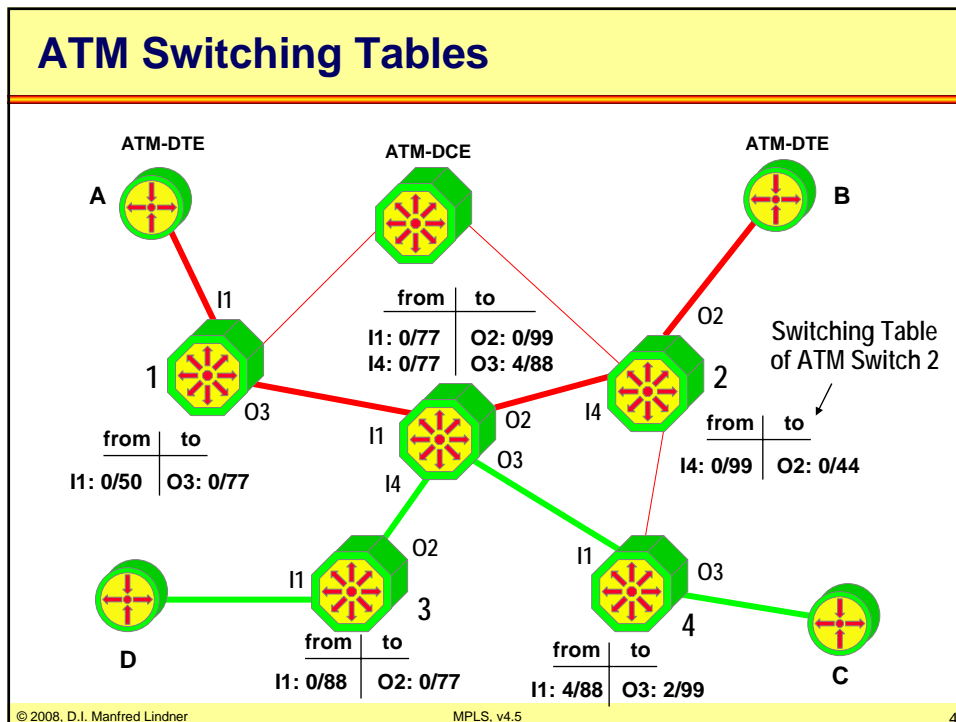 ATM Switching Tables
ATM-DTE
ATM-DCE
ATM-DTE
A
B
I1
from to
I1: 0/77 O2: 0/99
I4: 0/77 O3: 4/88
O2
Switching Table
of ATM Switch 2
1
2
O3
I1
O2
I4
O3
I4
from to
I1: 0/50 O3: 0/77
from to
I4: 0/99 O2: 0/44
I1
O2
I1
O3
3
4
D
C
from to
I1: 0/88 O2: 0/77
from to
I1: 4/88 O3: 2/99
© 2008, D.I. Manfred Lindner
MPLS, v4.5
4